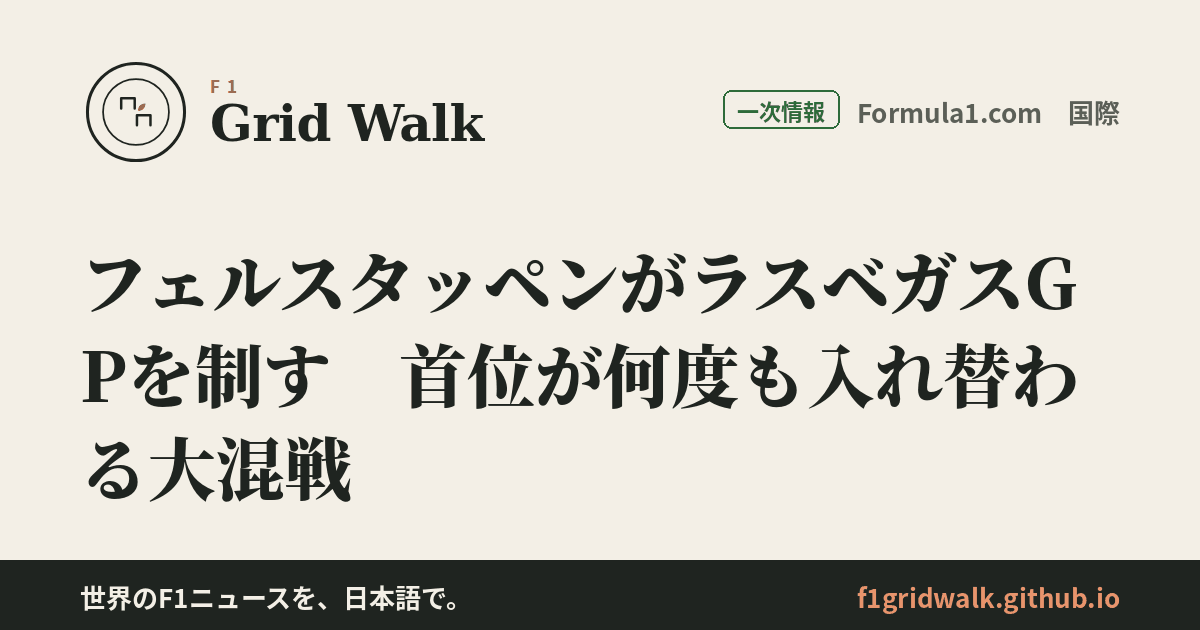 F1
Grid Walk
一次情報 Formula1.com 国際
フェルスタッペンがラスベガスG
Pを制す　首位が何度も入れ替わ
る大混戦
世界のF1ニュースを、日本語で。
f1gridwalk.github.io